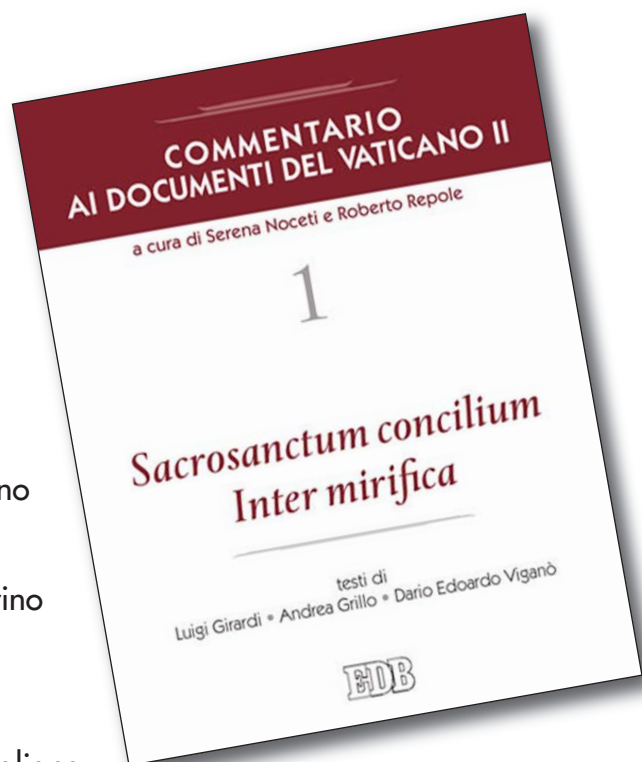 COMMENTARIO
AI DOCUMENTI DEL VATICANO II
a cura di Serena Noceti e Roberto Repole
1
Sacrosanctum concilium
Inter mirifica
testi di
Luigi Girardi • Andrea Grillo • Dario Edoardo Viganò
EDB